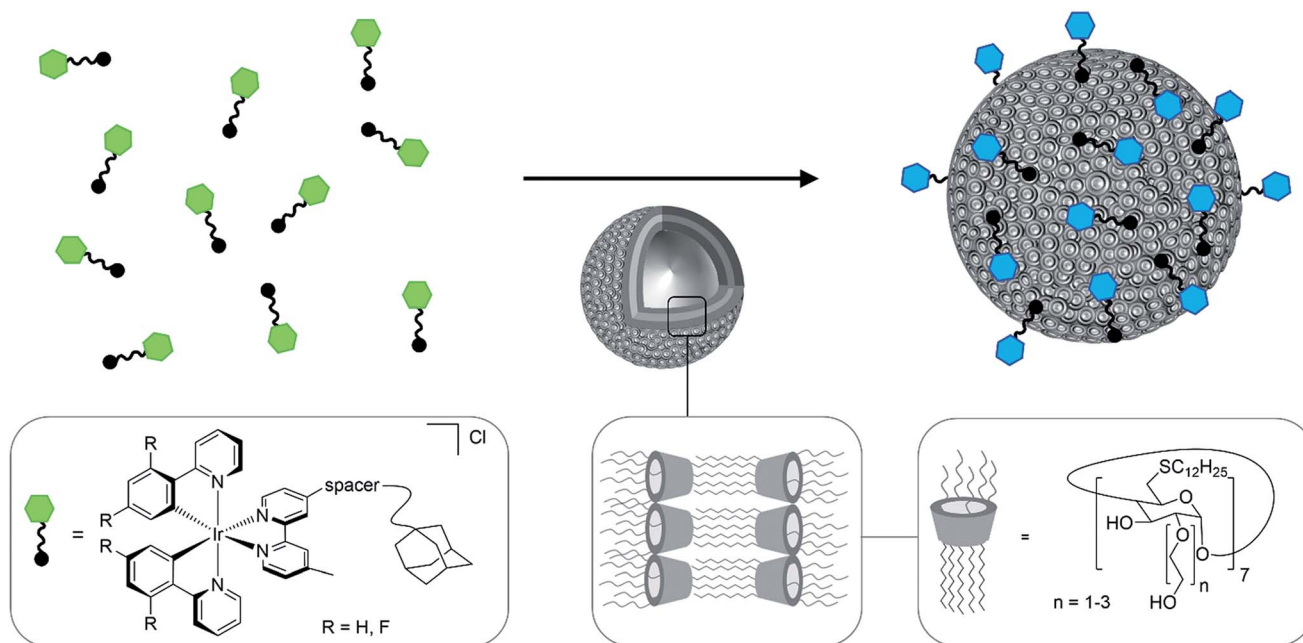 R
N
Cl
spacer
N
R
Ir
R
N
N
R
R = H, F
=
SC12H25
O
HO
O
O
n
HO
7
n = 1-3
=